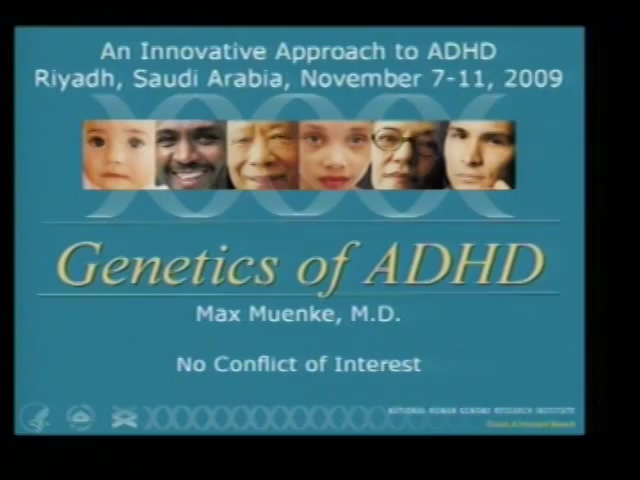 An Innovative Approach to ADHD
Riyadh, Saudi Arabia, November 7-11, 2009
Genetics of ADHD
Max Muenke, M.D.
No Conflict of Interest
NATIONAL HUMAN GENOME RESEARCH INSTITUTE